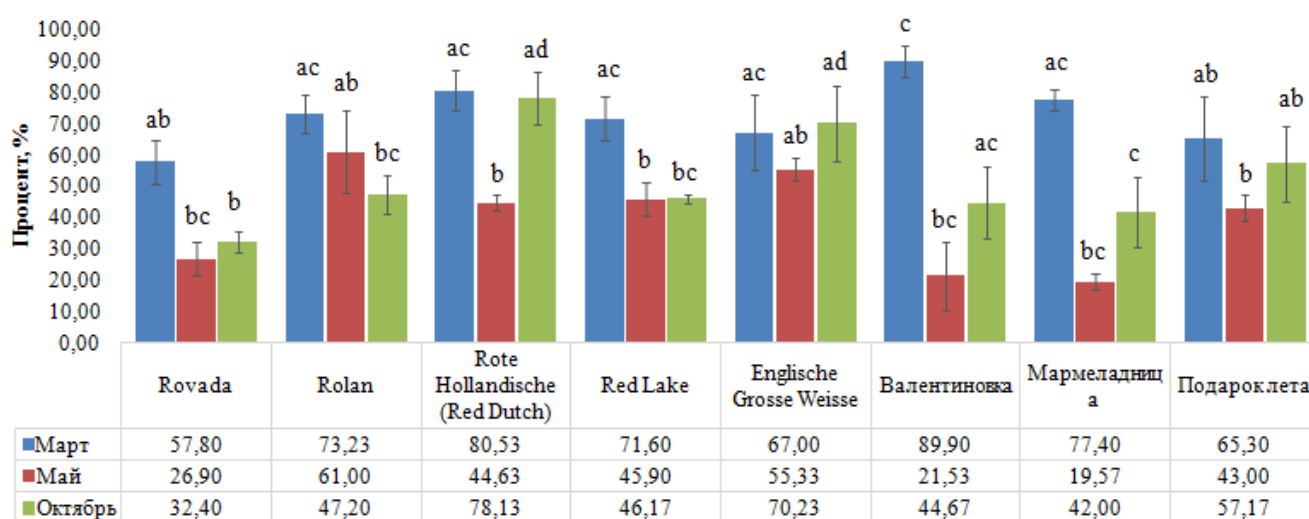 100,00
90,00
80,00
70,00
60,00
50,00
40,00
30,00
20,00
10,00
0,00
Процент, %
ab bc b
ac ab bc
ac b ad
ac b bc
ac ab ad
c bc ac
ac bc c
ab b ab
Rovada
Rolan
Rote
Hollandische
(Red Dutch)
Red Lake
Englische
Grosse Weisse
Валентиновка
Мармеладниц
а
Подарок лета
Март 57,80 73,23 80,53 71,60 67,00 89,90 77,40 65,30
Май 26,90 61,00 44,63 45,90 55,33 21,53 19,57 43,00
Октябрь 32,40 47,20 78,13 46,17 70,23 44,67 42,00 57,17